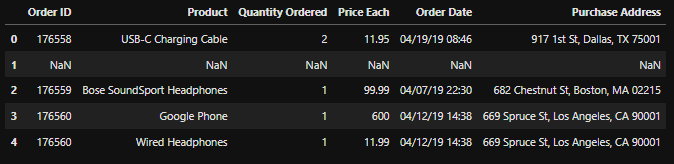 Order ID Product Quantity Ordered Price Each Order Date Purchase Address
0 176558 USB-C Charging Cable 2 11.95 04/19/19 08:46 917 1st St, Dallas, TX 75001
1 NaN NaN NaN NaN NaN NaN
2 176559 Bose SoundSport Headphones 1 99.99 04/07/19 22:30 682 Chestnut St, Boston, MA 02215
3 176560 Google Phone 1 600 04/12/19 14:38 669 Spruce St, Los Angeles, CA 90001
4 176560 Wired Headphones 1 11.99 04/12/19 14:38 669 Spruce St, Los Angeles, CA 90001